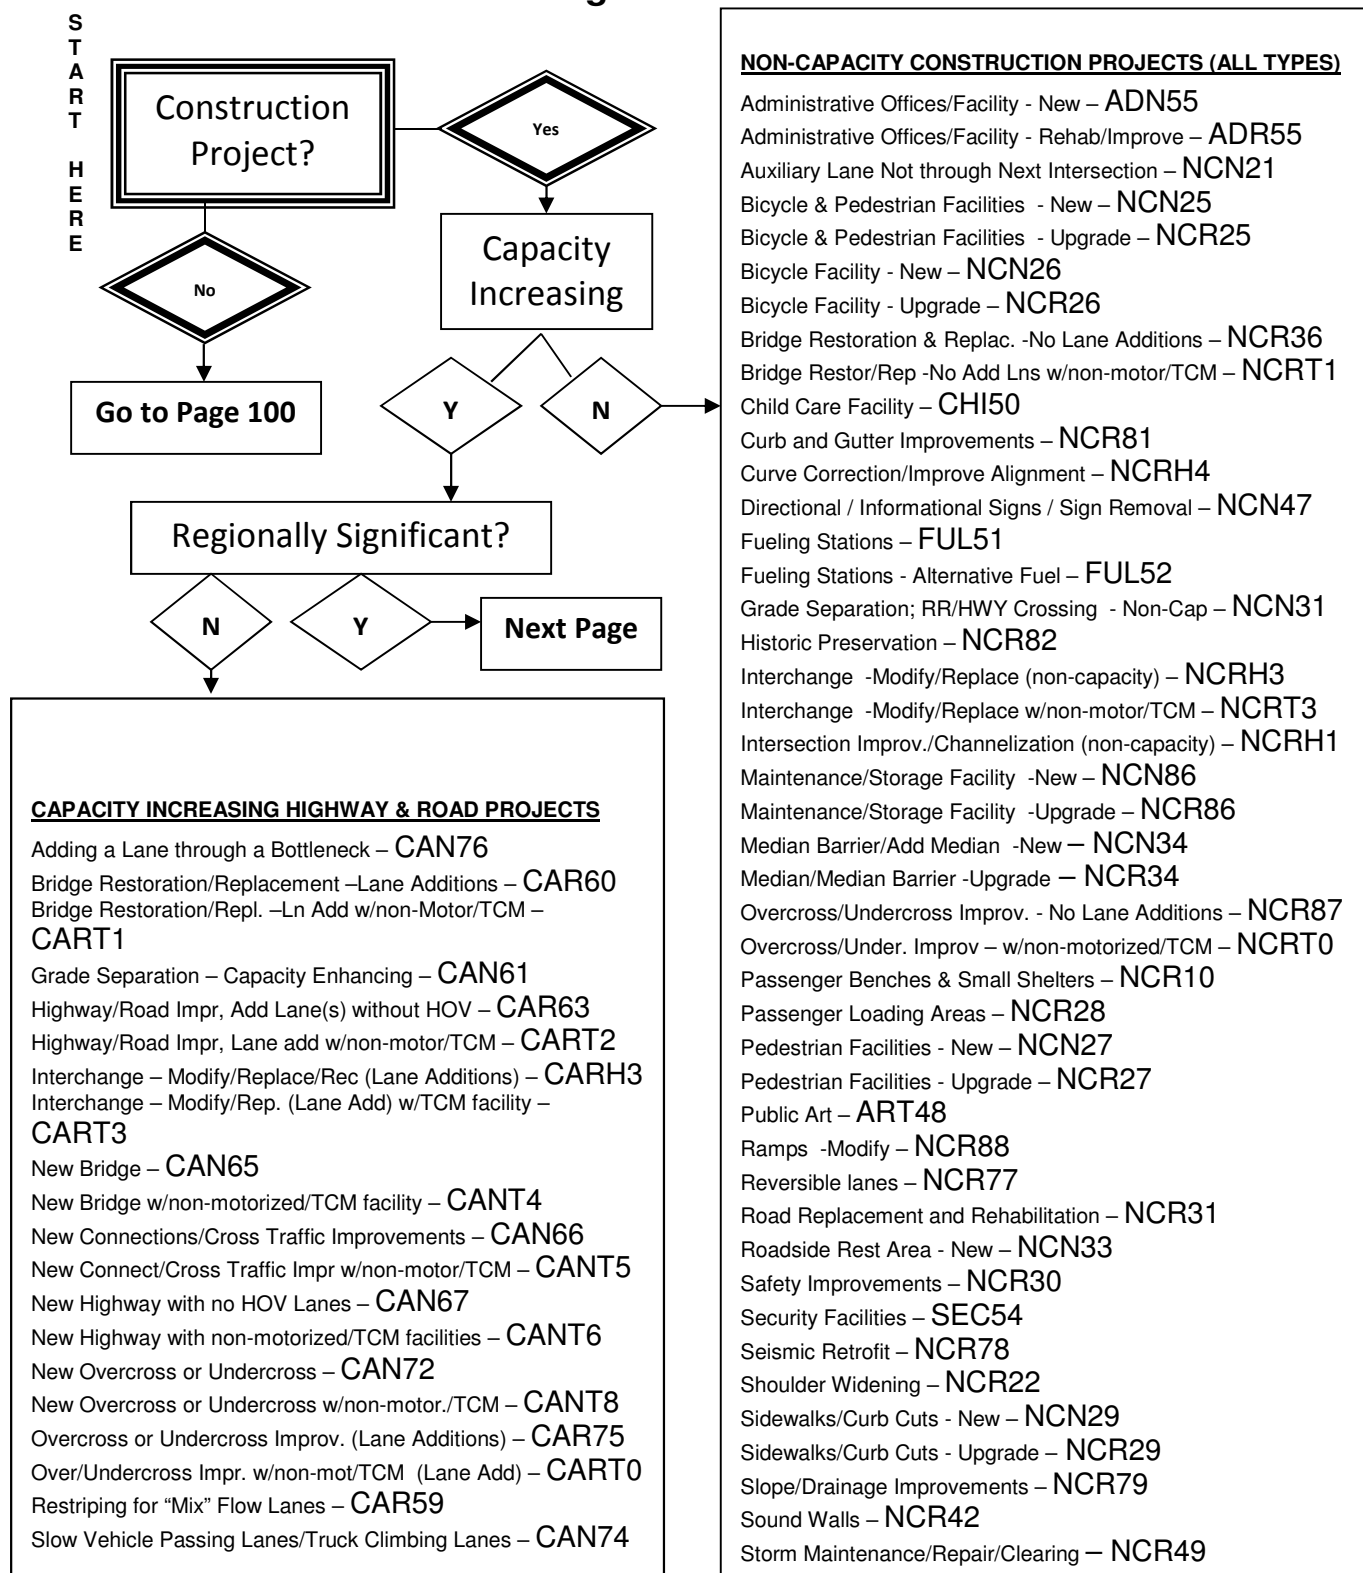 START HERE
Construction
Project?
Yes
No
Go to Page 100
Capacity
Increasing
Y
N
Regionally Significant?
N
Y
Next Page
CAPACITY INCREASING HIGHWAY & ROAD PROJECTS
Adding a Lane through a Bottleneck – CAN76
Bridge Restoration/Replacement –Lane Additions – CAR60
Bridge Restoration/Repl. –Ln Add w/non-Motor/TCM –
CART1
Grade Separation – Capacity Enhancing – CAN61
Highway/Road Impr, Add Lane(s) without HOV – CAR63
Highway/Road Impr, Lane add w/non-motor/TCM – CART2
Interchange – Modify/Replace/Rec (Lane Additions) – CARH3
Interchange – Modify/Rep. (Lane Add) w/TCM facility –
CART3
New Bridge – CAN65
New Bridge w/non-motorized/TCM facility – CANT4
New Connections/Cross Traffic Improvements – CAN66
New Connect/Cross Traffic Impr w/non-motor/TCM – CANT5
New Highway with no HOV Lanes – CAN67
New Highway with non-motorized/TCM facilities – CANT6
New Overcross or Undercross – CAN72
New Overcross or Undercross w/non-motor./TCM – CANT8
Overcross or Undercross Improv. (Lane Additions) – CAR75
Over/Undercross Impr. w/non-mot/TCM (Lane Add) – CART0
Restriping for “Mix” Flow Lanes – CAR59
Slow Vehicle Passing Lanes/Truck Climbing Lanes – CAN74
NON-CAPACITY CONSTRUCTION PROJECTS (ALL TYPES)
Administrative Offices/Facility - New – ADN55
Administrative Offices/Facility - Rehab/Improve – ADR55
Auxiliary Lane Not through Next Intersection – NCN21
Bicycle & Pedestrian Facilities - New – NCN25
Bicycle & Pedestrian Facilities - Upgrade – NCR25
Bicycle Facility - New – NCN26
Bicycle Facility - Upgrade – NCR26
Bridge Restoration & Replac. -No Lane Additions – NCR36
Bridge Restor/Rep -No Add Lns w/non-motor/TCM – NCRT1
Child Care Facility – CHI50
Curb and Gutter Improvements – NCR81
Curve Correction/Improve Alignment – NCRH4
Directional / Informational Signs / Sign Removal – NCN47
Fueling Stations – FUL51
Fueling Stations - Alternative Fuel – FUL52
Grade Separation; RR/HWY Crossing - Non-Cap – NCN31
Historic Preservation – NCR82
Interchange -Modify/Replace (non-capacity) – NCRH3
Interchange -Modify/Replace w/non-motor/TCM – NCRT3
Intersection Improv./Channelization (non-capacity) – NCRH1
Maintenance/Storage Facility -New – NCN86
Maintenance/Storage Facility -Upgrade – NCR86
Median Barrier/Add Median -New – NCN34
Median/Median Barrier -Upgrade – NCR34
Overcross/Undercross Improv. - No Lane Additions – NCR87
Overcross/Under. Improv – w/non-motorized/TCM – NCRT0
Passenger Benches & Small Shelters – NCR10
Passenger Loading Areas – NCR28
Pedestrian Facilities - New – NCN27
Pedestrian Facilities - Upgrade – NCR27
Public Art – ART48
Ramps -Modify – NCR88
Reversible lanes – NCR77
Road Replacement and Rehabilitation – NCR31
Roadside Rest Area - New – NCN33
Safety Improvements – NCR30
Security Facilities – SEC54
Seismic Retrofit – NCR78
Shoulder Widening – NCR22
Sidewalks/Curb Cuts - New – NCN29
Sidewalks/Curb Cuts - Upgrade – NCR29
Slope/Drainage Improvements – NCR79
Sound Walls – NCR42
Storm Maintenance/Repair/Clearing – NCR49